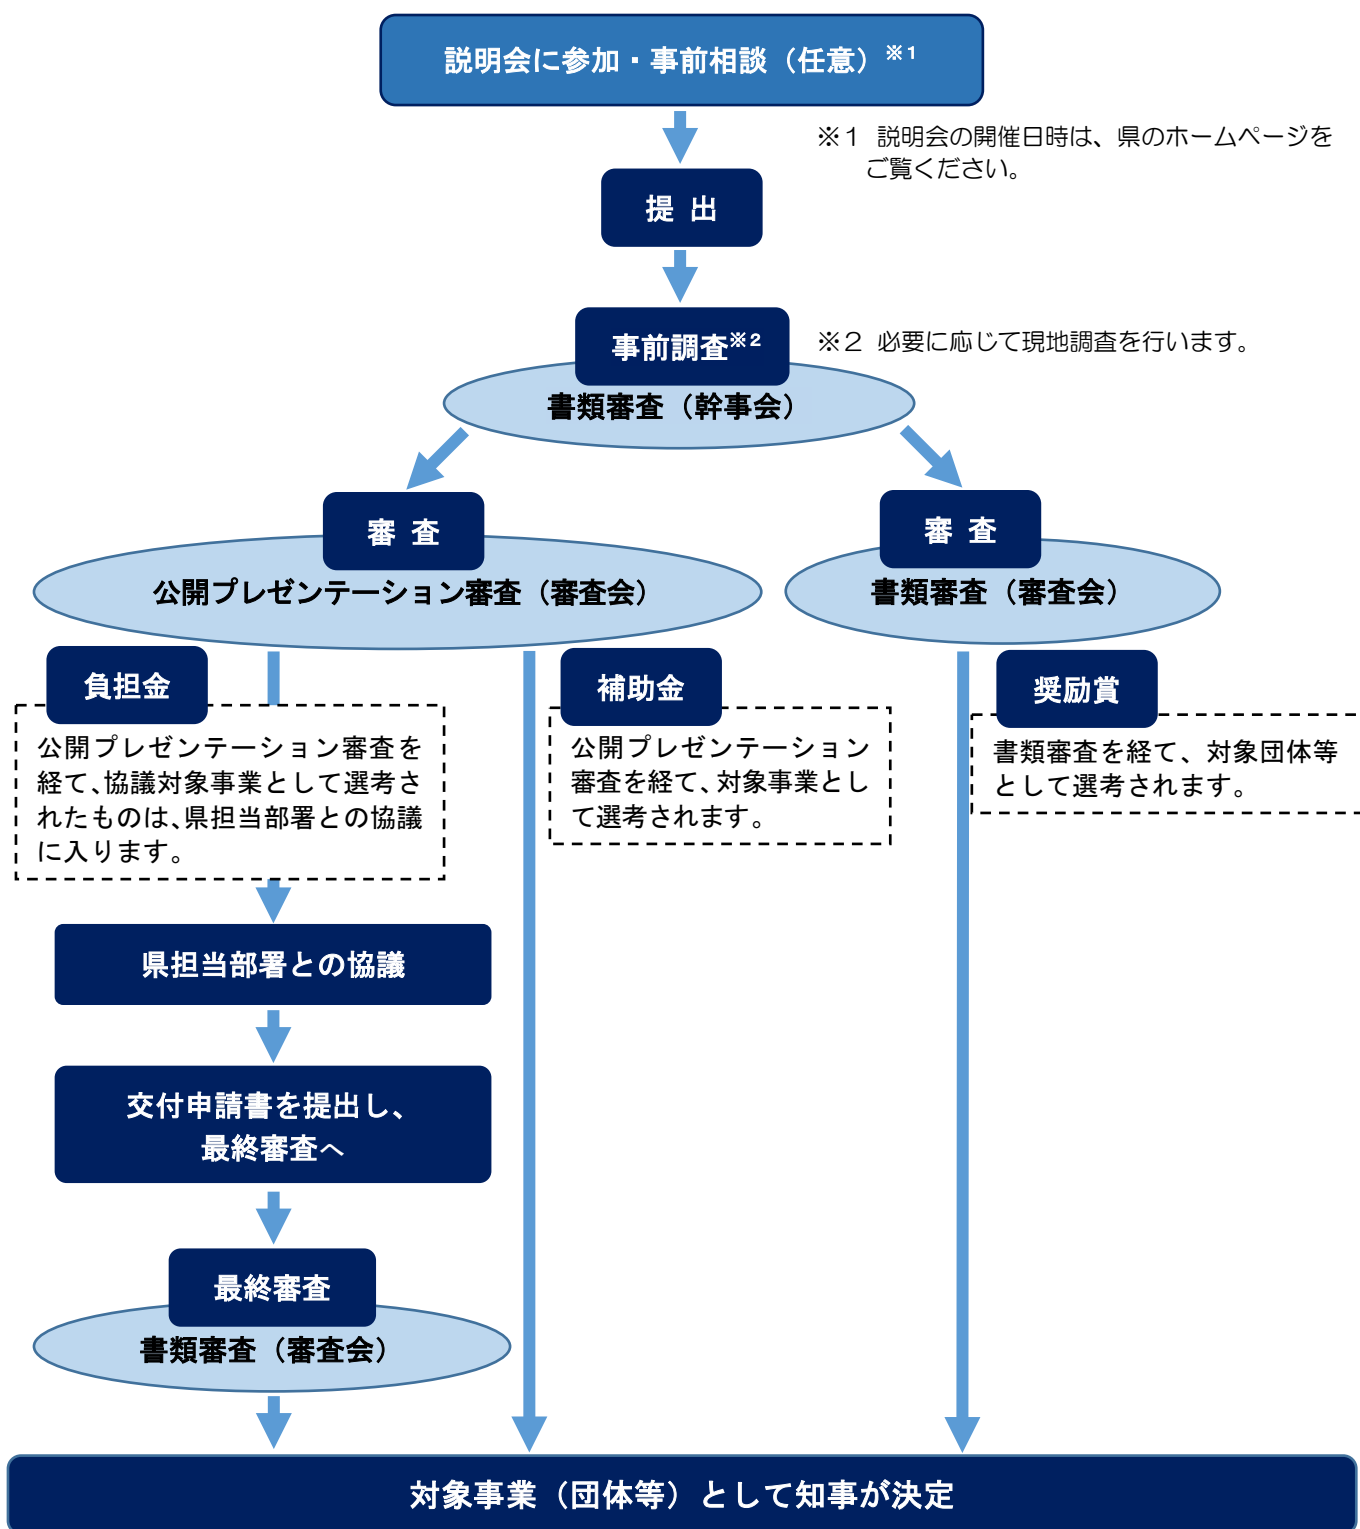 説明会に参加・事前相談（任意）※1
※１ 説明会の開催日時は、県のホームページを
ご覧ください。
提 出
事前調査※2
※２ 必要に応じて現地調査を行います。
書類審査（幹事会）
審 査
公開プレゼンテーション審査（審査会）
審 査
書類審査（審査会）
負担金
公開プレゼンテーション審査を
経て、協議対象事業として選考さ
れたものは、県担当部署との協議
に入ります。
補助金
公開プレゼンテーション
審査を経て、対象事業とし
て選考されます。
奨励賞
書類審査を経て、対象団体等
として選考されます。
県担当部署との協議
交付申請書を提出し、
最終審査へ
最終審査
書類審査（審査会）
対象事業（団体等）として知事が決定